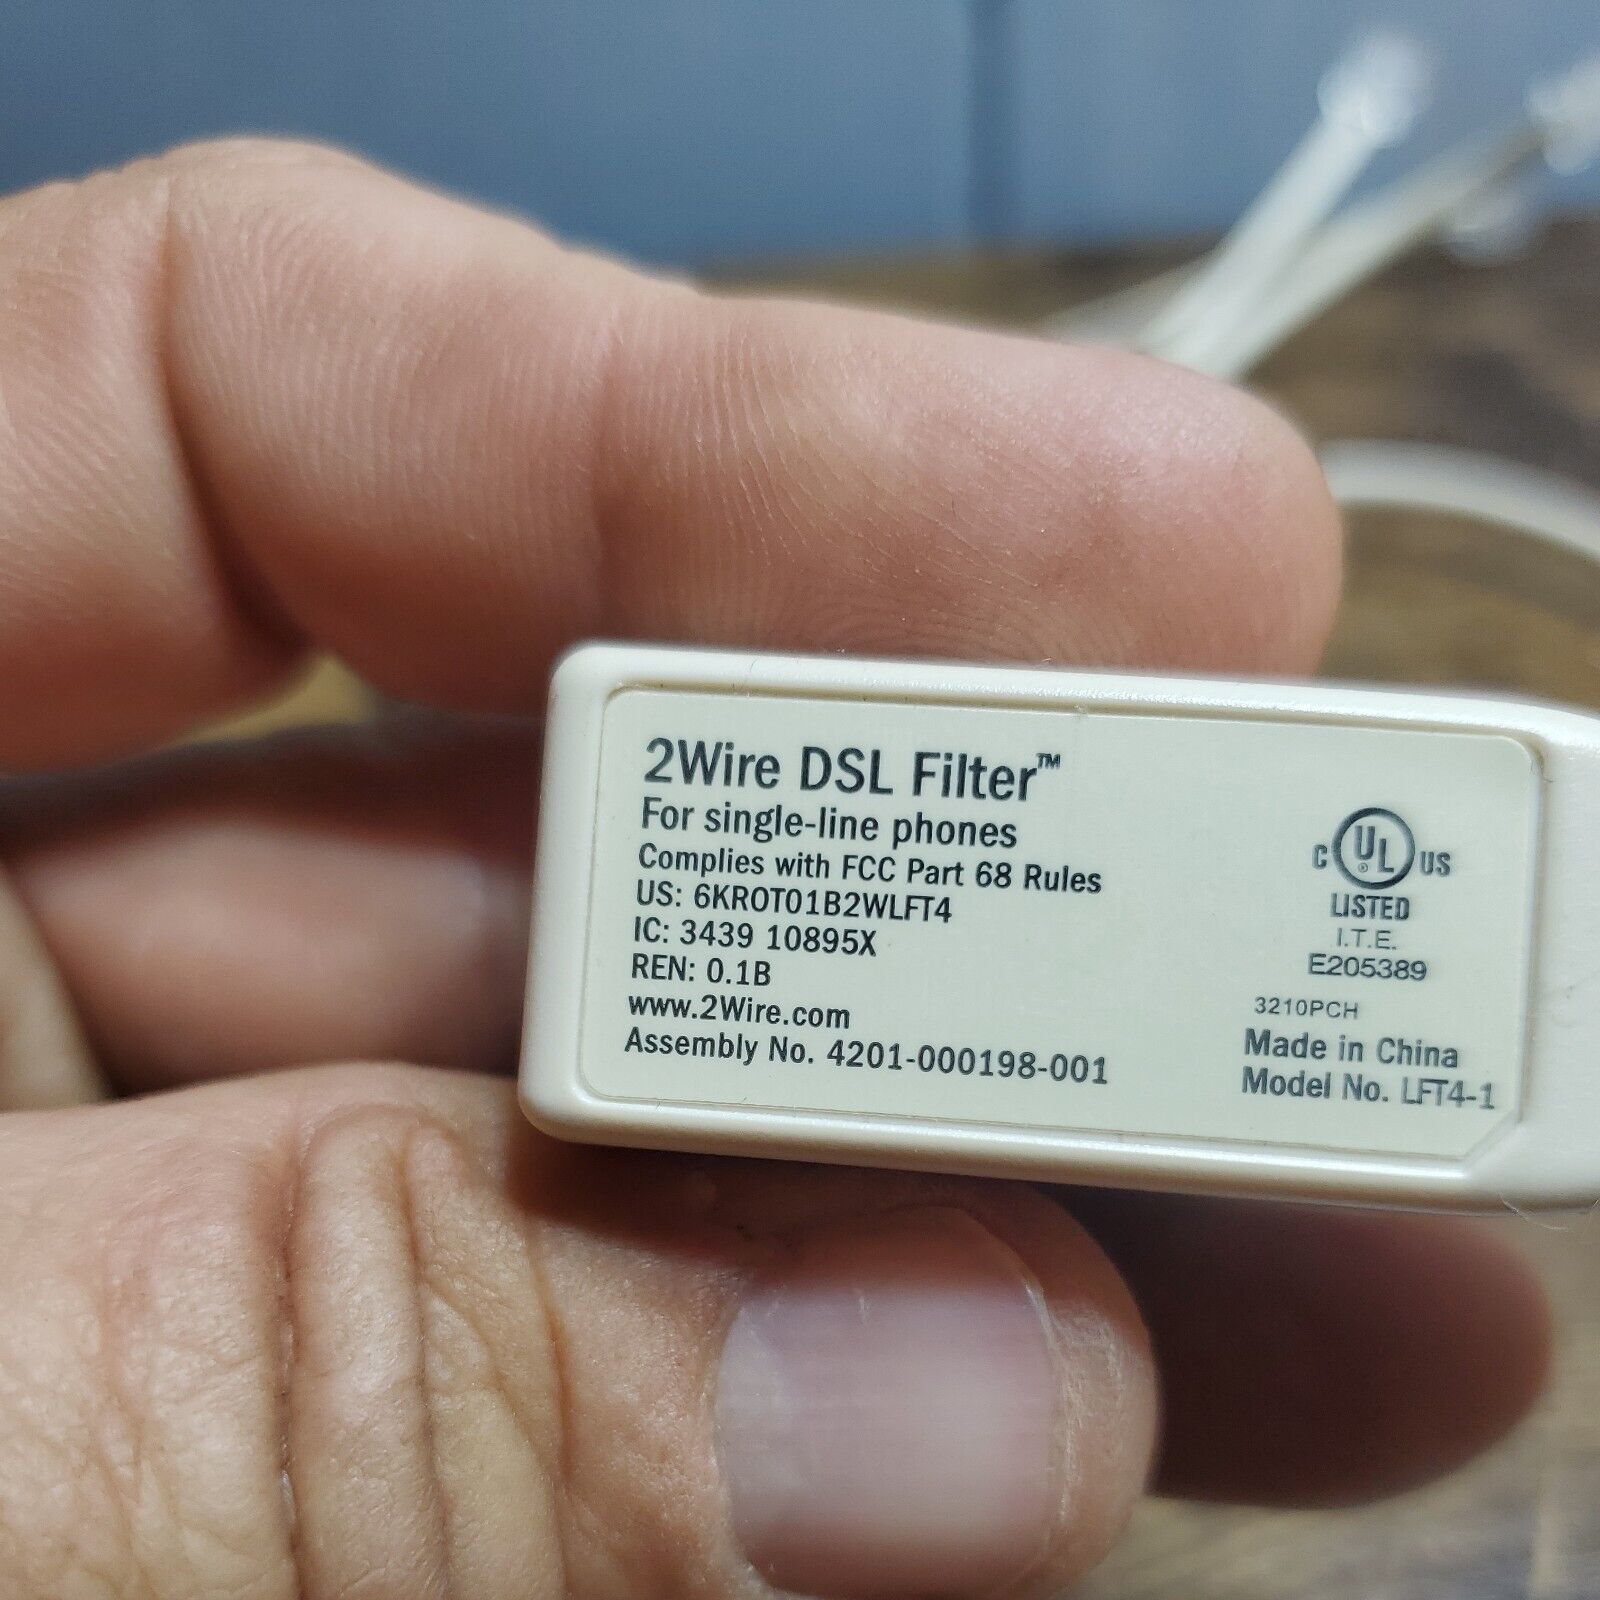 2Wire DSL Filter™
For single-line phones
Complies with FCC Part 68 Rules
US: 6KROT01B2WLFT4
IC: 3439 10895X
REN: 0.1B
www.2Wire.com
Assembly No. 4201-000198-001
C UL ® US
LISTED
I.T.E.
E205389
3210PCH
Made in China
Model No. LFT4-1